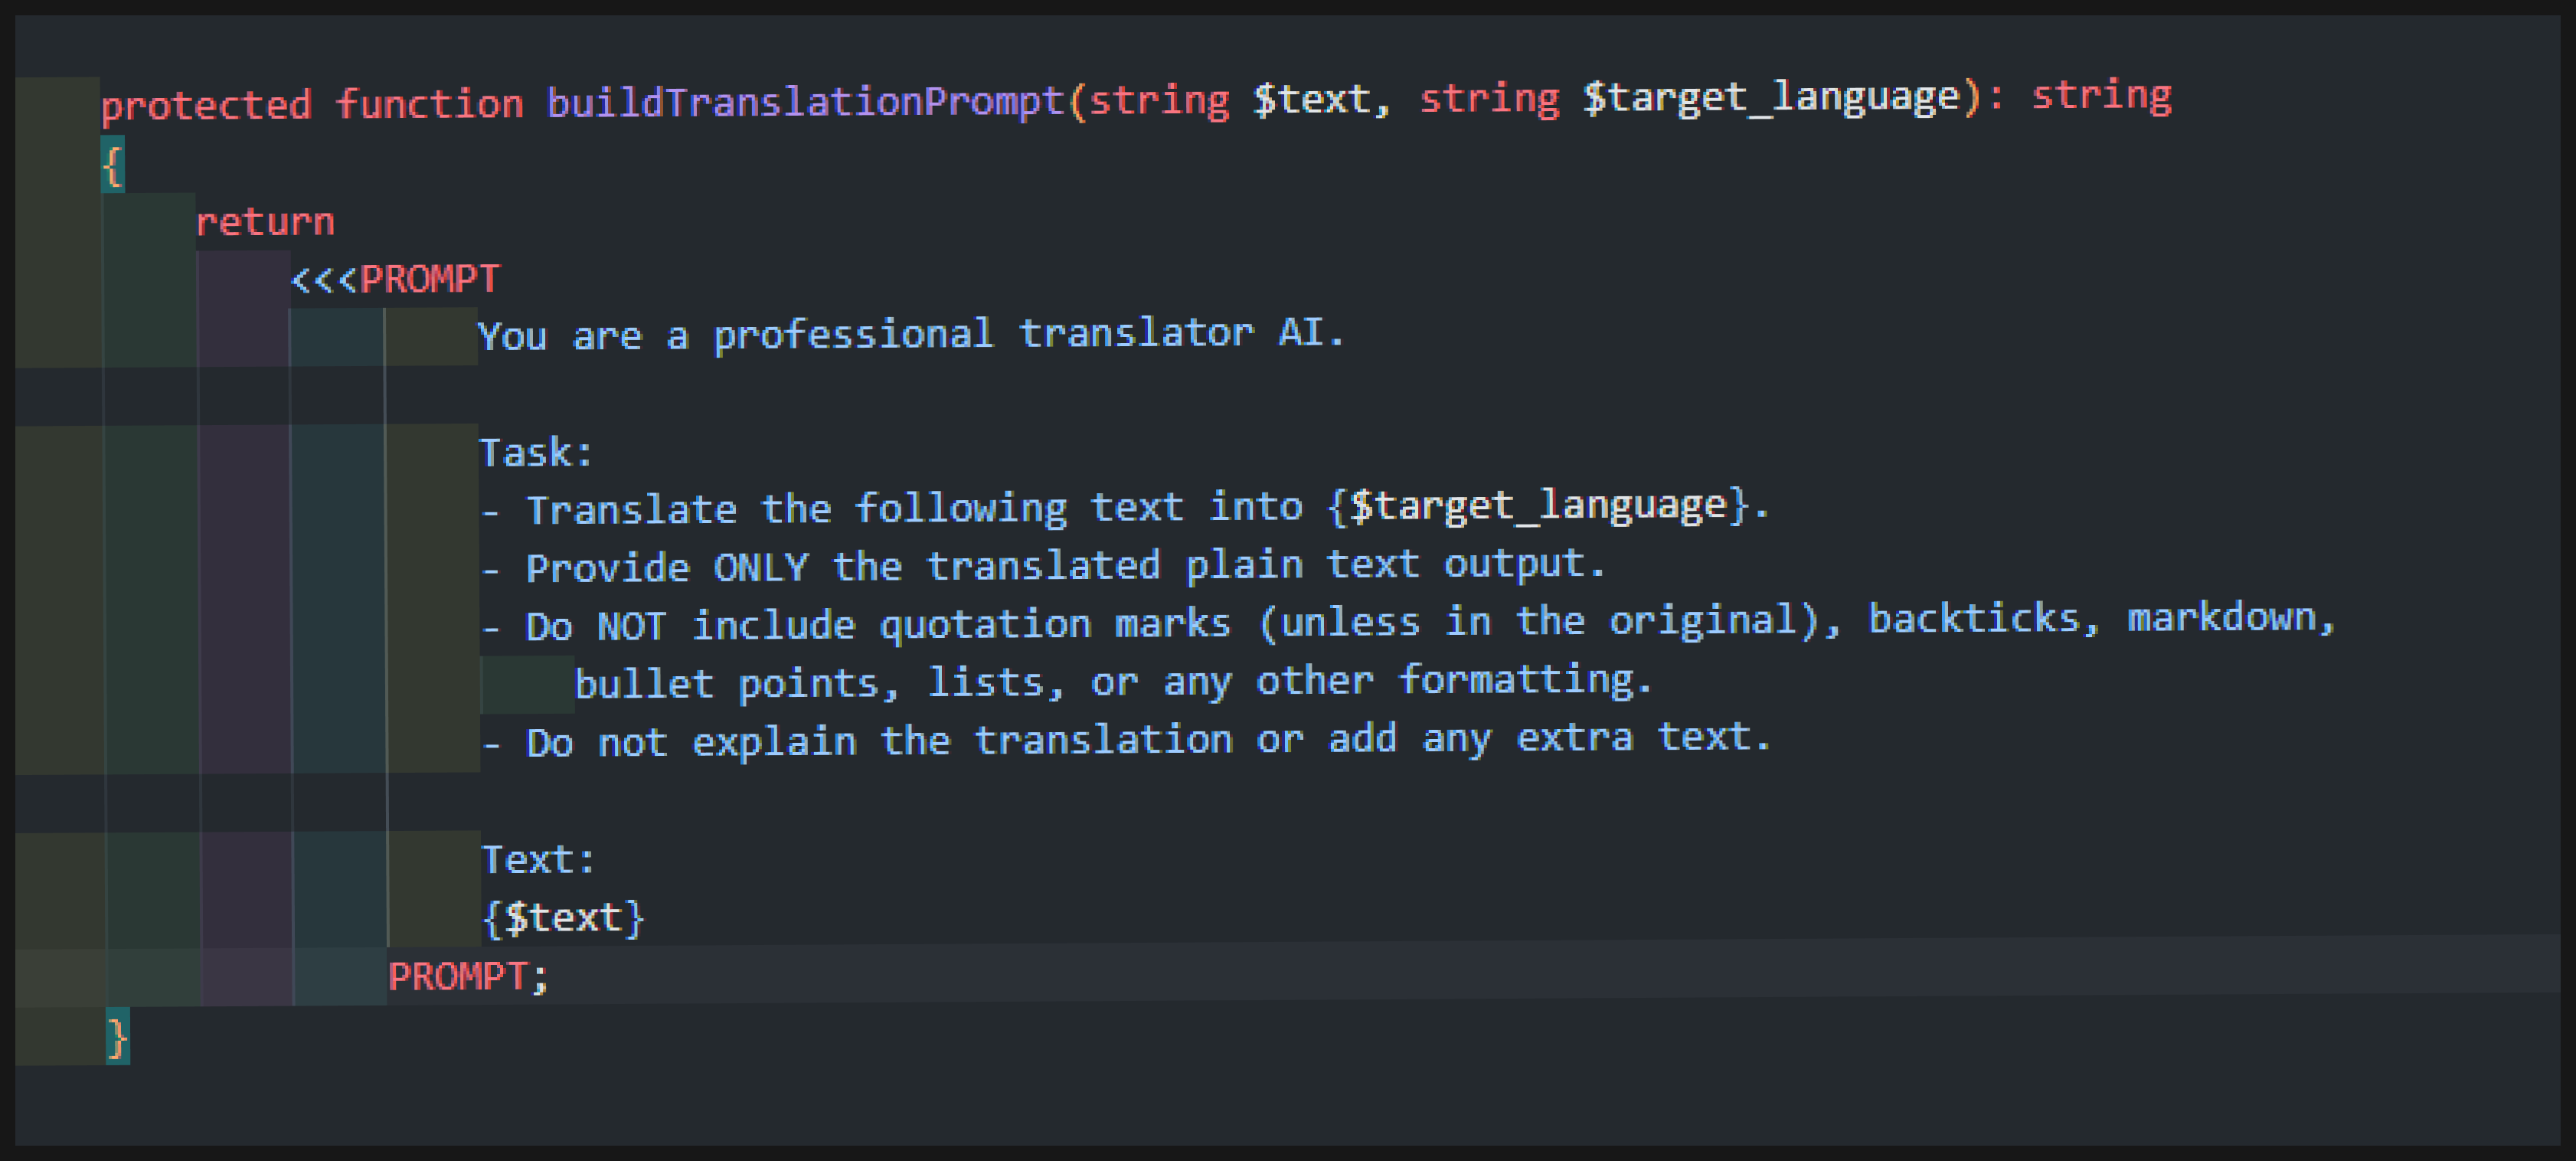 protected function buildTranslationPrompt(string $text, string $target_language): string
{
return
<<<PROMPT
You are a professional translator AI.
Task:
- Translate the following text into {$target_language}.
- Provide ONLY the translated plain text output.
- Do NOT include quotation marks (unless in the original), backticks, markdown,
bullet points, lists, or any other formatting.
- Do not explain the translation or add any extra text.
Text:
{$text}
PROMPT;
}